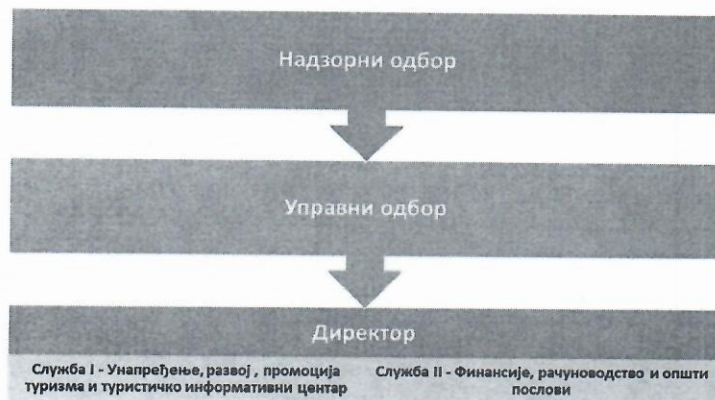 Надзорни одбор
Управни одбор
Директор
Служба I - Унапређење, развој , промоција
туризма и туристичко информативни центар
Служба II - Финансије, рачуноводство и општи
послови